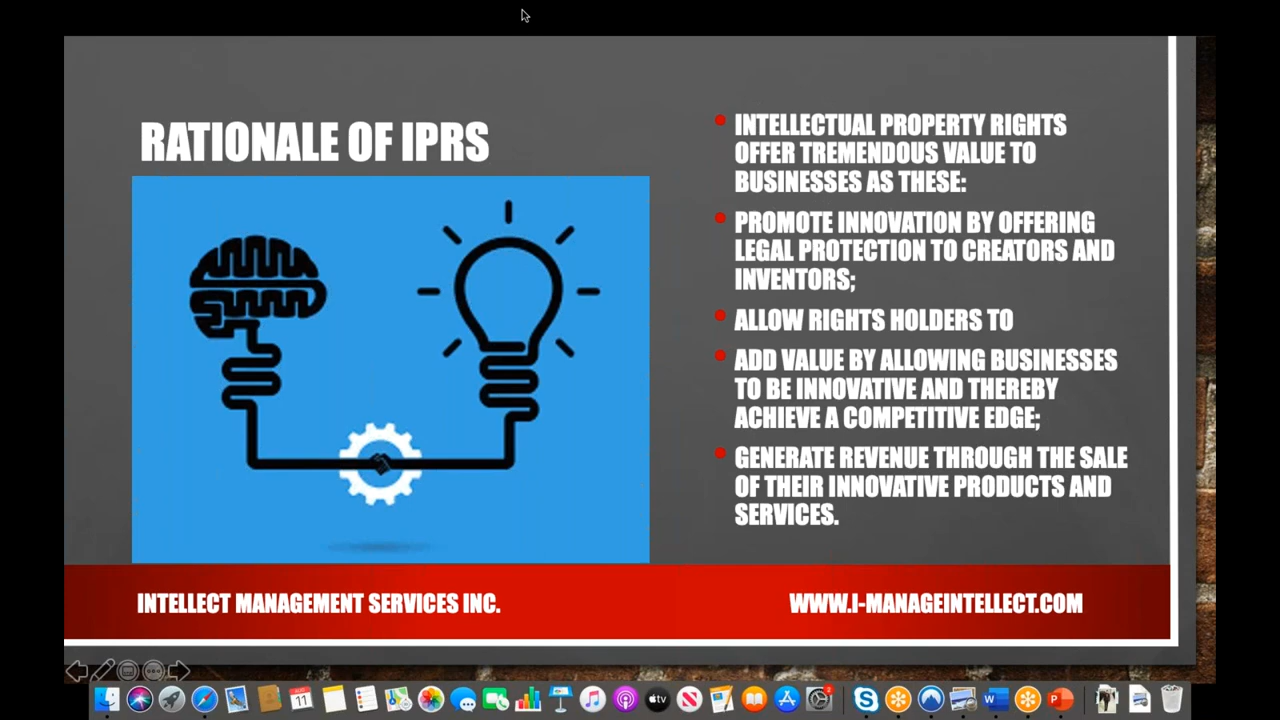 RATIONALE OF IPRS
INTELLECTUAL PROPERTY RIGHTS
OFFER TREMENDOUS VALUE TO
BUSINESSES AS THESE:
PROMOTE INNOVATION BY OFFERING
LEGAL PROTECTION TO CREATORS AND
INVENTORS;
ALLOW RIGHTS HOLDERS TO
ADD VALUE BY ALLOWING BUSINESSES
TO BE INNOVATIVE AND THEREBY
ACHIEVE A COMPETITIVE EDGE;
GENERATE REVENUE THROUGH THE SALE
OF THEIR INNOVATIVE PRODUCTS AND
SERVICES.
INTELLECT MANAGEMENT SERVICES INC.
WWW.I-MANAGEINTELLECT.COM
11
tv
2